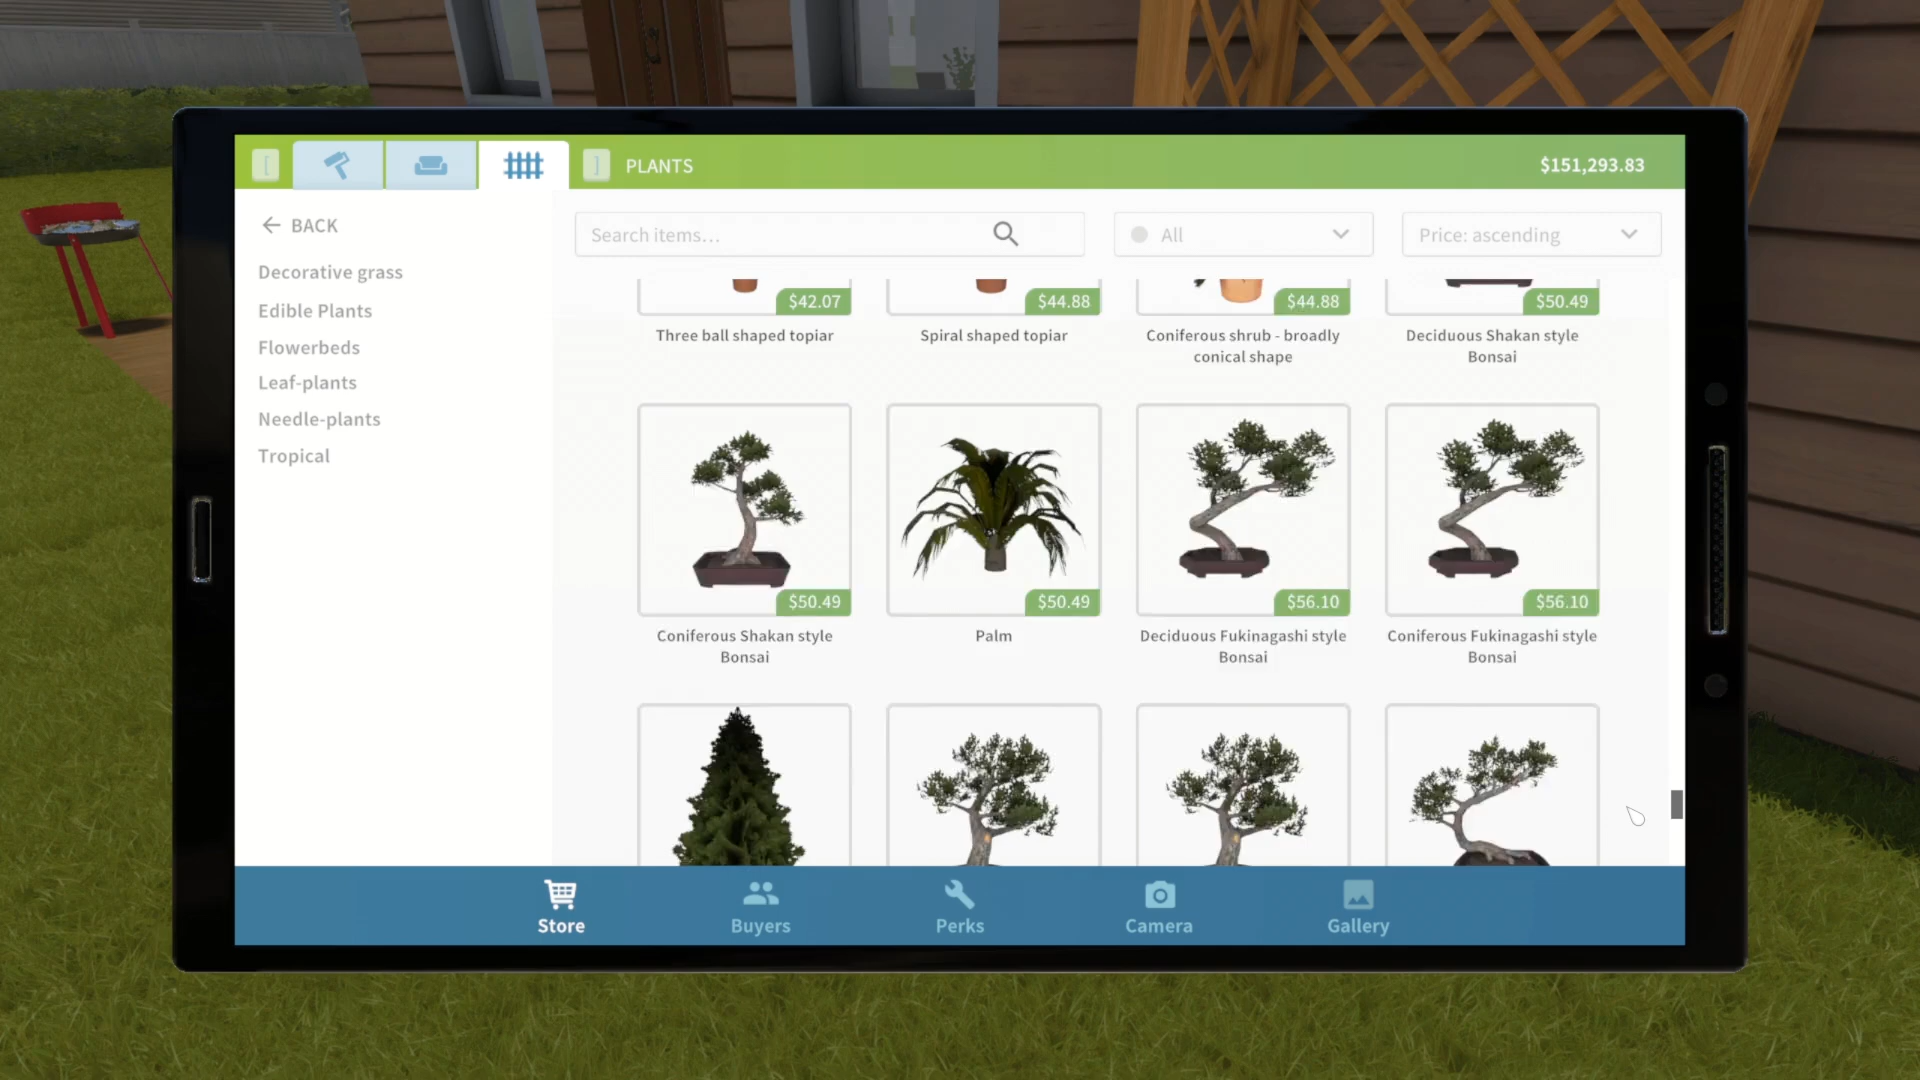 [
]
PLANTS
$151,293.83
BACK
Decorative grass
Edible Plants
Flowerbeds
Leaf-plants
Needle-plants
Tropical
Search items...
All
Price: ascending
$42.07
$44.88
$44.88
$50.49
Three ball shaped topiar
Spiral shaped topiar
Coniferous shrub - broadly
conical shape
Deciduous Shakan style
Bonsai
$50.49
$50.49
$56.10
$56.10
Coniferous Shakan style
Bonsai
Palm
Deciduous Fukinagashi style
Bonsai
Coniferous Fukinagashi style
Bonsai
Store
Buyers
Perks
Camera
Gallery